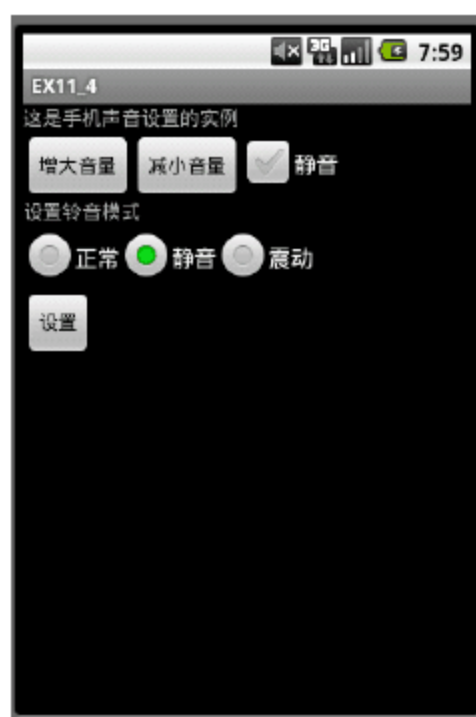 3G 7:59
EX11_4
这是手机声音设置的实例
增大音量 减小音量 静音
设置铃音模式
正常 静音 震动
设置